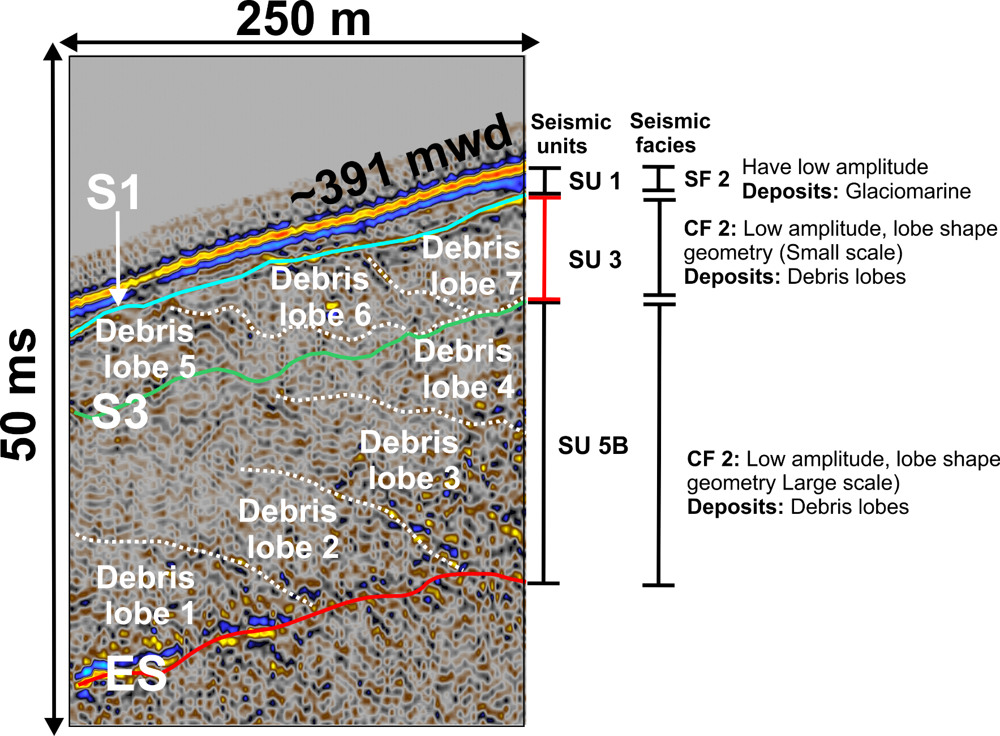 250 m
50 ms
~391 mwd
S1
Debris
lobe 7
Debris
lobe 6
Debris
lobe 5
Debris
lobe 4
S3
Debris
lobe 3
Debris
lobe 2
Debris
lobe 1
ES
Seismic
units
Seismic
facies
SU 1
SF 2
Have low amplitude
Deposits: Glaciomarine
SU 3
CF 2: Low amplitude, lobe shape
geometry (Small scale)
Deposits: Debris lobes
SU 5B
CF 2: Low amplitude, lobe shape
geometry Large scale)
Deposits: Debris lobes